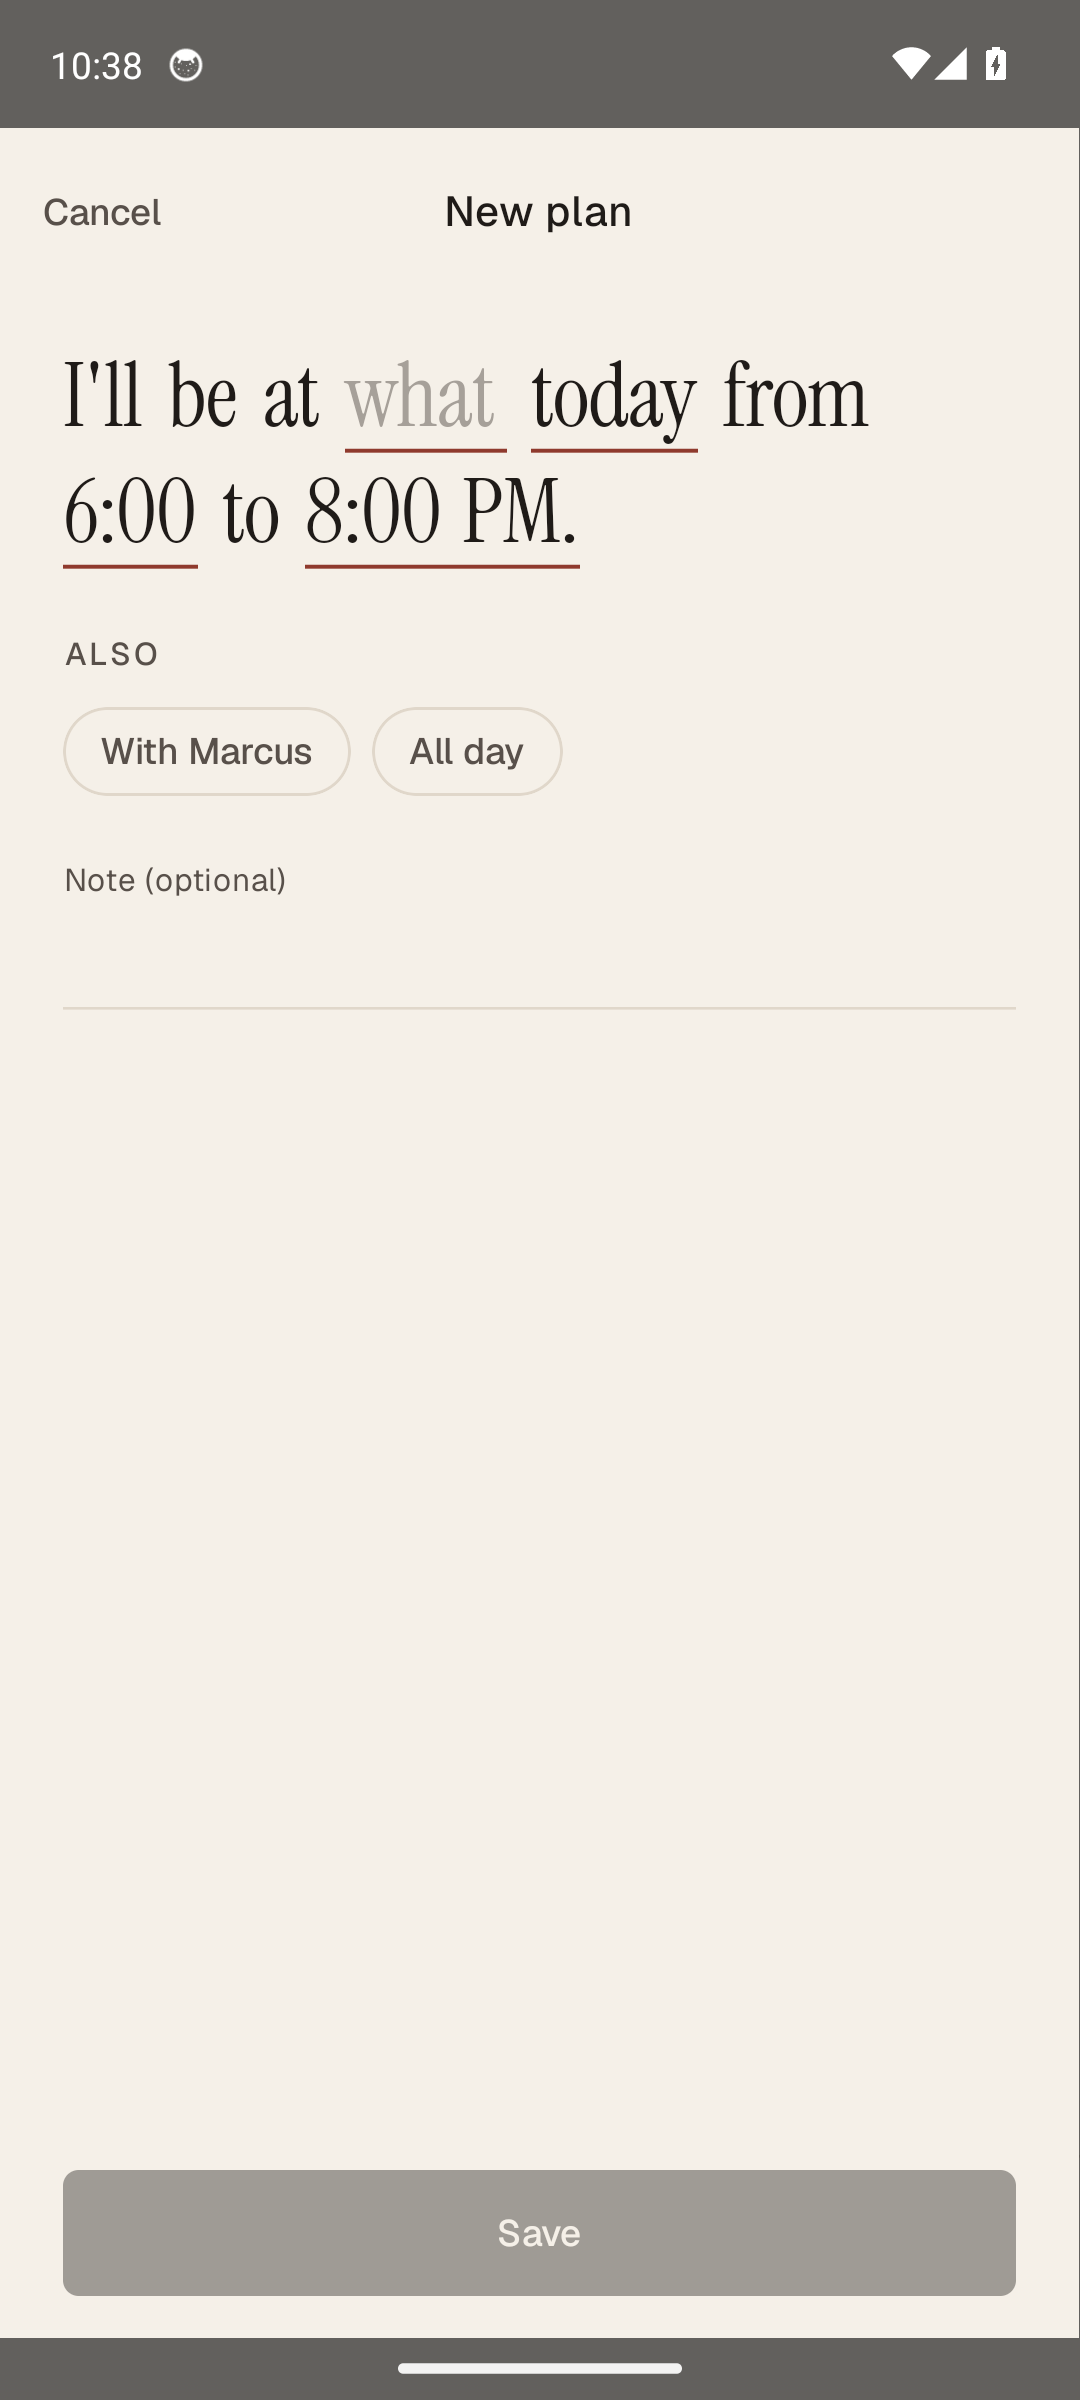 10:38
Cancel
New plan
I'll be at what today from
6:00 to 8:00 PM.
ALSO
With Marcus
All day
Note (optional)
Save